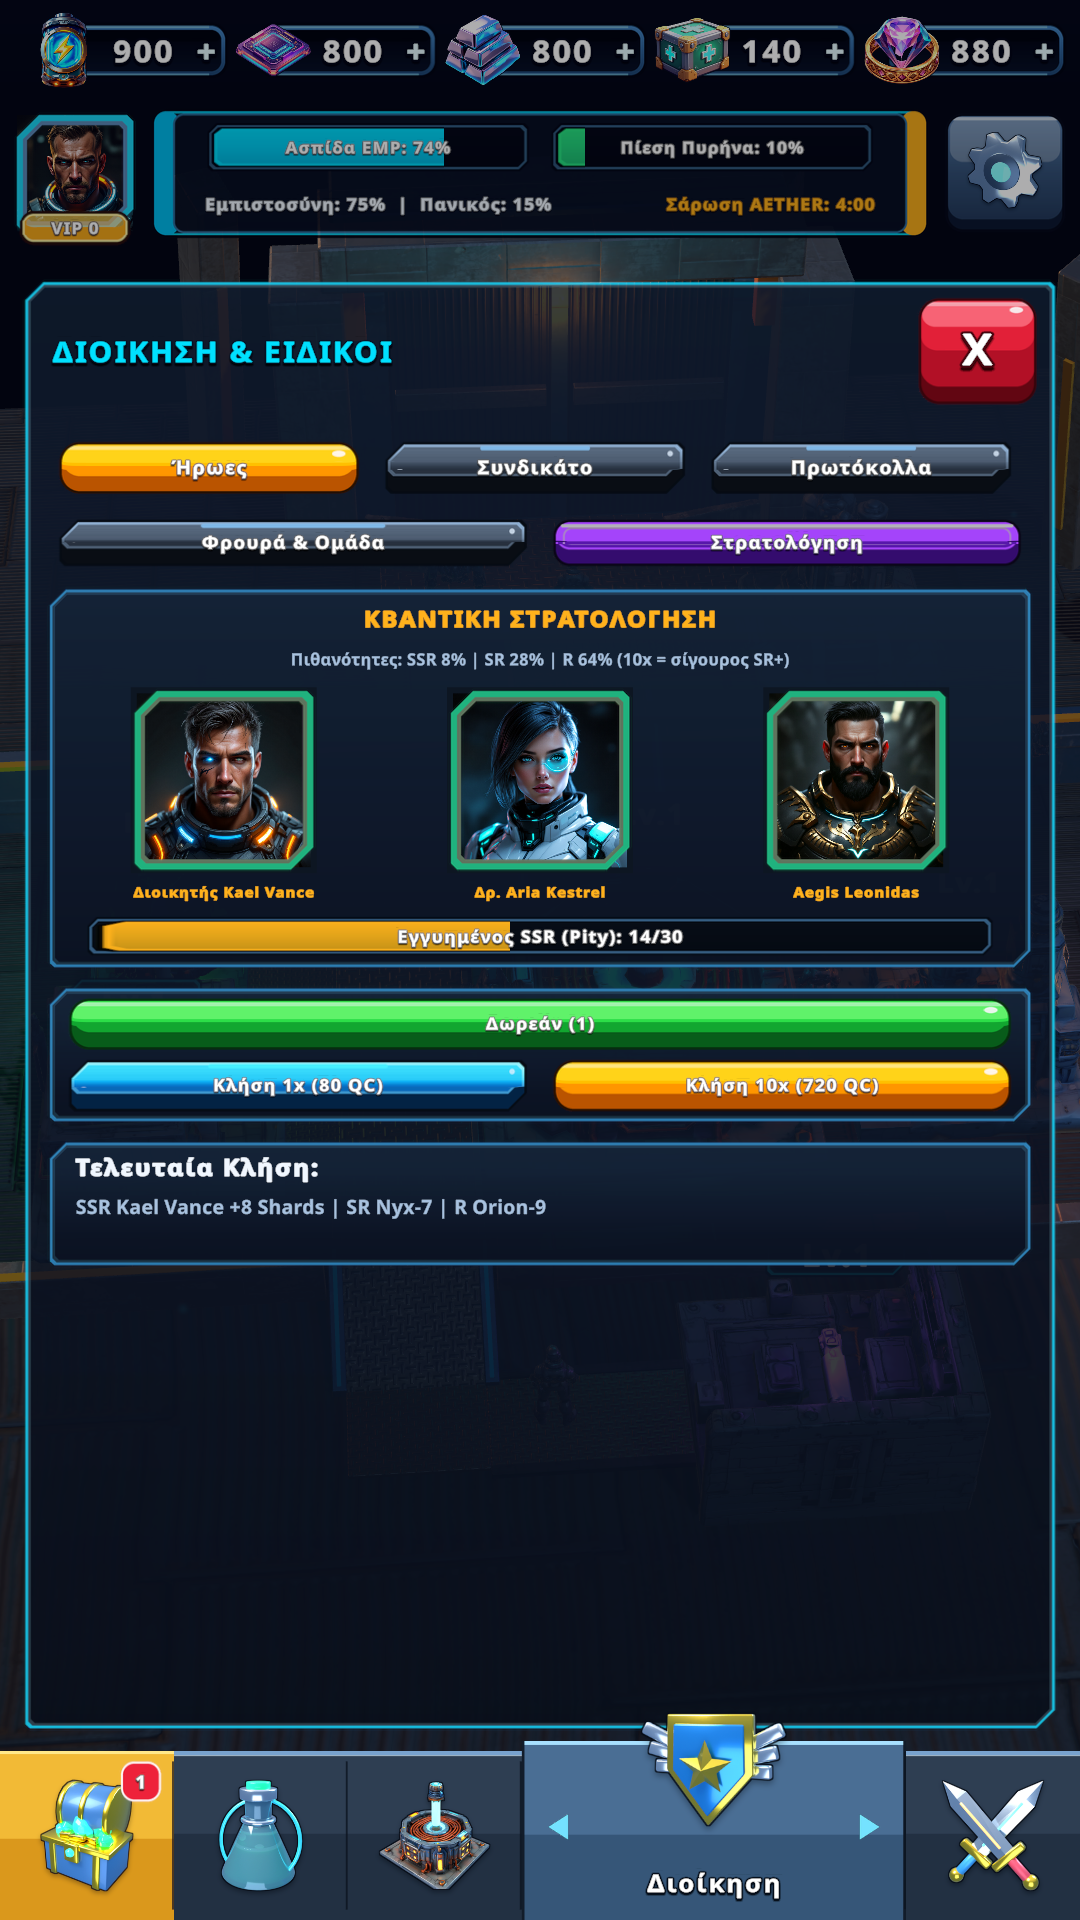 900 + 800 + 800 + 140 + 880 +
Ασπίδα EMP: 74%
Πίεση Πυρήνα: 10%
Εμπιστοσύνη: 75% | Πανικός: 15%
Σάρωση AETHER: 4:00
VIP 0
ΔΙΟΙΚΗΣΗ & ΕΙΔΙΚΟΙ
X
Ήρωες
Συνδικάτο
Πρωτόκολλα
Φρουρά & Ομάδα
Στρατολόγηση
ΚΒΑΝΤΙΚΗ ΣΤΡΑΤΟΛΟΓΗΣΗ
Πιθανότητες: SSR 8% | SR 28% | R 64% (10x = σίγουρος SR+)
Διοικητής Kael Vance
Δρ. Aria Kestrel
Aegis Leonidas
Εγγυημένος SSR (Pity): 14/30
Δωρεάν (1)
Κλήση 1x (80 QC)
Κλήση 10x (720 QC)
Τελευταία Κλήση:
SSR Kael Vance +8 Shards | SR Nyx-7 | R Orion-9
1
Διοίκηση